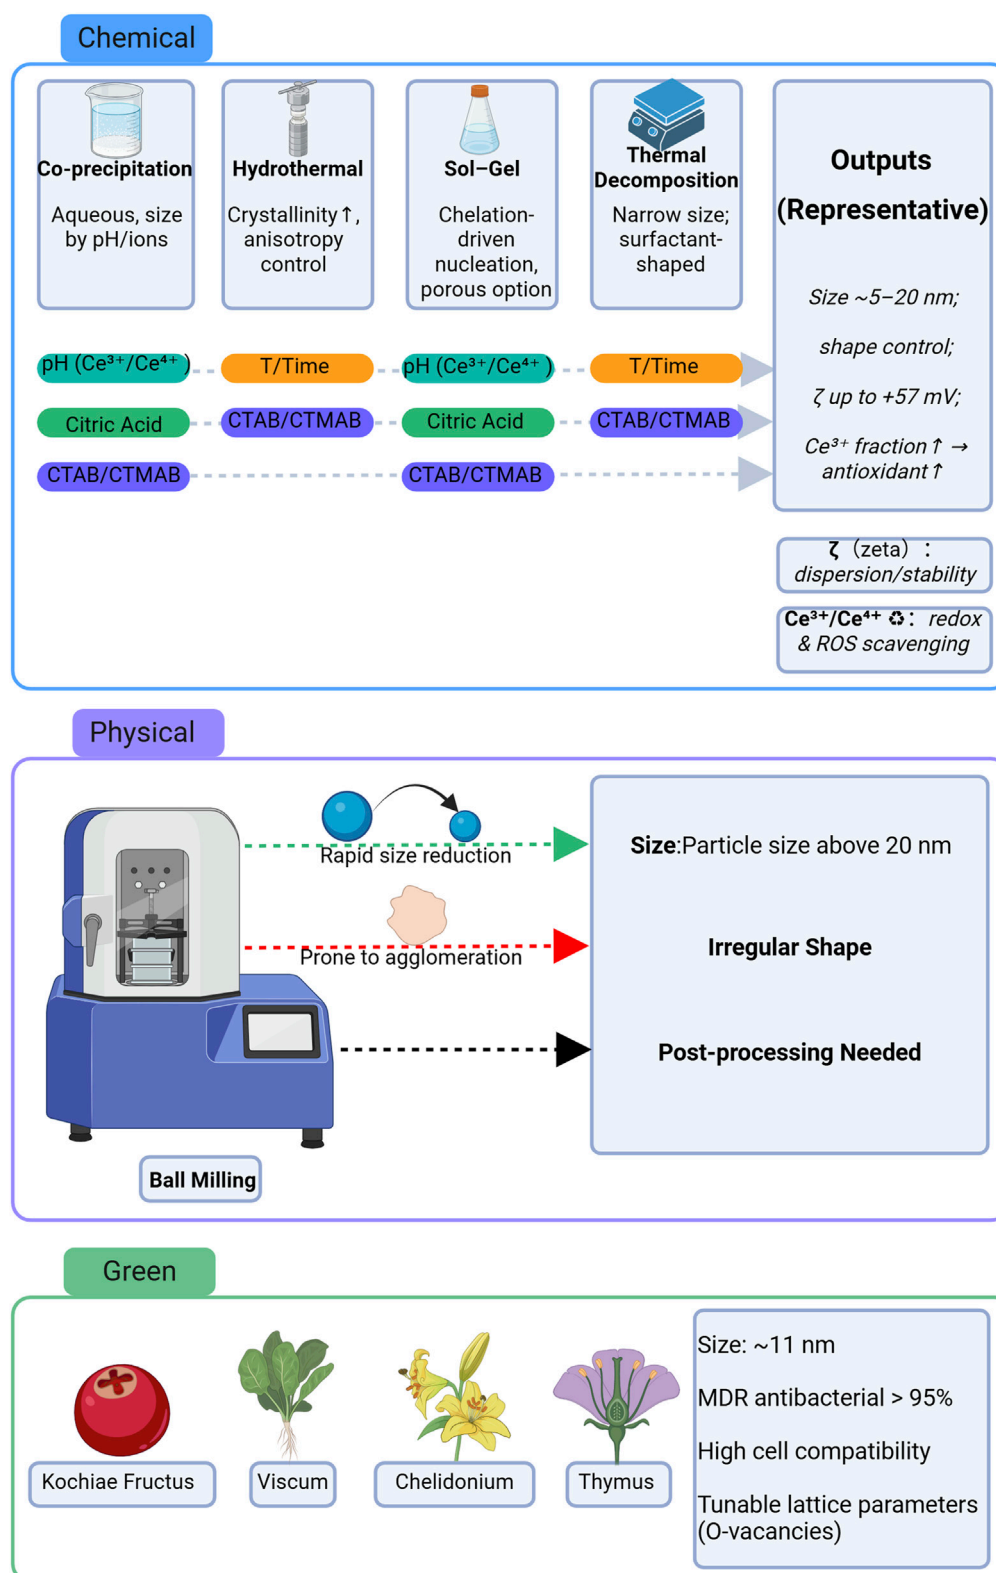 Chemical
Co-precipitation
Aqueous, size
by pH/ions
Hydrothermal
Crystallinity↑,
anisotropy
control
Sol–Gel
Chelation-
driven
nucleation,
porous option
Thermal
Decomposition
Narrow size;
surfactant-
shaped
pH (Ce³⁺/Ce⁴⁺ )
T/Time
pH (Ce³⁺/Ce⁴⁺ )
T/Time
Citric Acid
CTAB/CTMAB
Citric Acid
CTAB/CTMAB
CTAB/CTMAB
CTAB/CTMAB
Outputs
(Representative)
Size ~5–20 nm;
shape control;
ζ up to +57 mV;
Ce³⁺ fraction↑ →
antioxidant↑
ζ（zeta）:
dispersion/stability
Ce³⁺/Ce⁴⁺ ♻: redox
& ROS scavenging
Physical
Rapid size reduction
Prone to agglomeration
Ball Milling
Size:Particle size above 20 nm
Irregular Shape
Post-processing Needed
Green
Kochiae Fructus
Viscum
Chelidonium
Thymus
Size: ~11 nm
MDR antibacterial > 95%
High cell compatibility
Tunable lattice parameters
(O-vacancies)